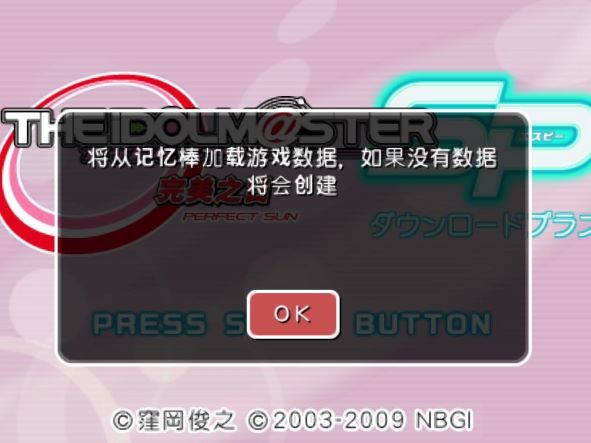 THE IDOLM@STER
SP
エスピー
将从记忆棒加载游戏数据，如果没有数据
将会创建
完美之日
PERFECT SUN
ダウンロードプラ
OK
PRESS S BUTTON
©窪岡俊之 ©2003-2009 NBGI